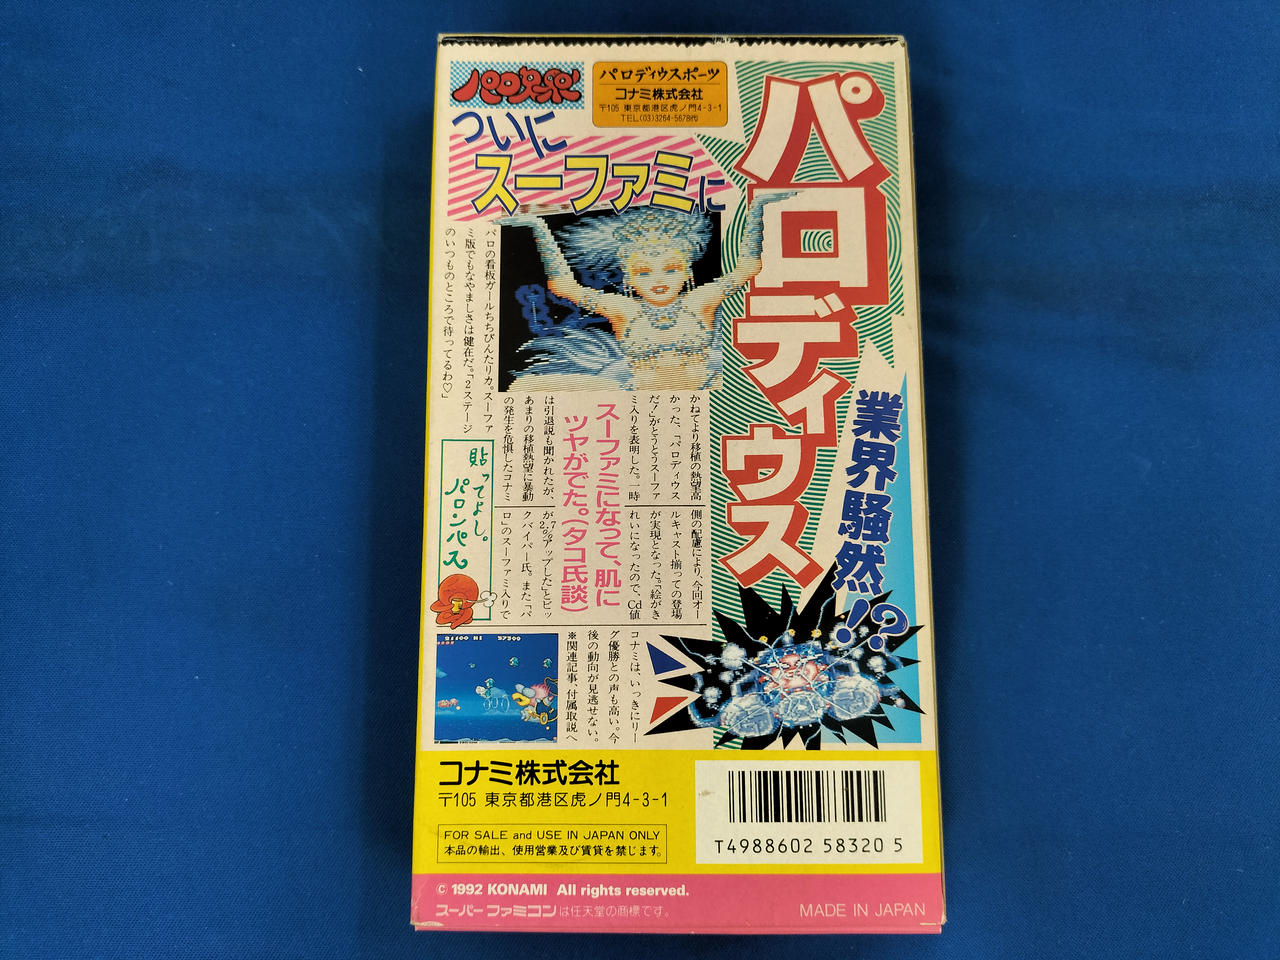 パロスポ
パロディウスポーツ
コナミ株式会社
〒105 東京都港区虎ノ門4-3-1
TEL(03)3264-5678㈹
パロディウス
業界騒然!?
ついに
スーファミに
パロの看板ガールちちびんたリカ。スーファ
ミ版でもなやましさは健在だ。「2ステージ
のいつものところで待ってるわ♡」
かねてより移植の熱望高
かった、「パロディウス
だ!」がとうとうスーファ
ミ入りを表明した。一時
は引退説も聞かれたが、
あまりの移植熱望に暴動
の発生を危惧したコナミ
側の配慮により、今回オー
ルキャスト揃っての登場
が実現となった。「絵がき
れいになったので、Cd値
が2.7%アップした」とビッ
クバイパー氏。また「パ
ロ」のスーファミ入りで
コナミは、いっきにリー
グ優勝との声も高い。今
後の動向が見逃せない。
※関連記事、付属取説へ
スーファミになって、肌に
ツヤがでた。(タコ氏談)
貼ってよし。
パロンパス
21600 HI 57300
コナミ株式会社
〒105 東京都港区虎ノ門4-3-1
FOR SALE and USE IN JAPAN ONLY
本品の輸出、使用営業及び賃貸を禁じます。
T4988602 58320 5
© 1992 KONAMI All rights reserved.
スーパーファミコンは任天堂の商標です。
MADE IN JAPAN